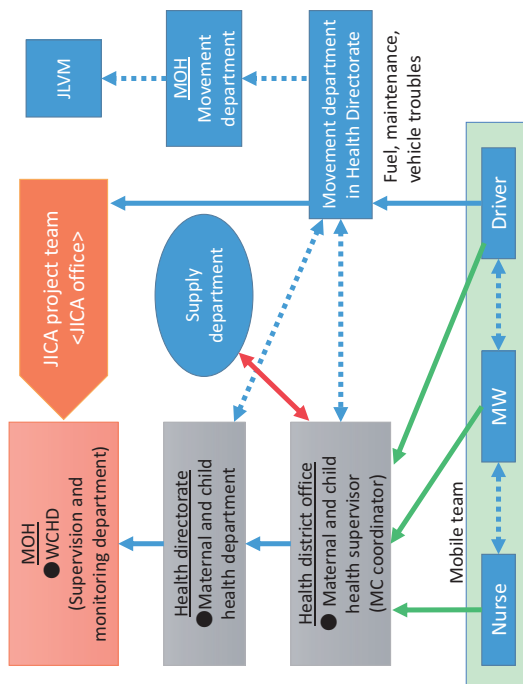 MOH
●WCHD
(Supervision and
monitoring department)
JICA project team
<JICA office>
JLVM
Health directorate
●Maternal and child
health department
Supply
department
MOH
Movement
department
Health district office
● Maternal and child
health supervisor
(MC coordinator)
Movement department
in Health Directorate
Fuel, maintenance,
vehicle troubles
Mobile team
Nurse
MW
Driver